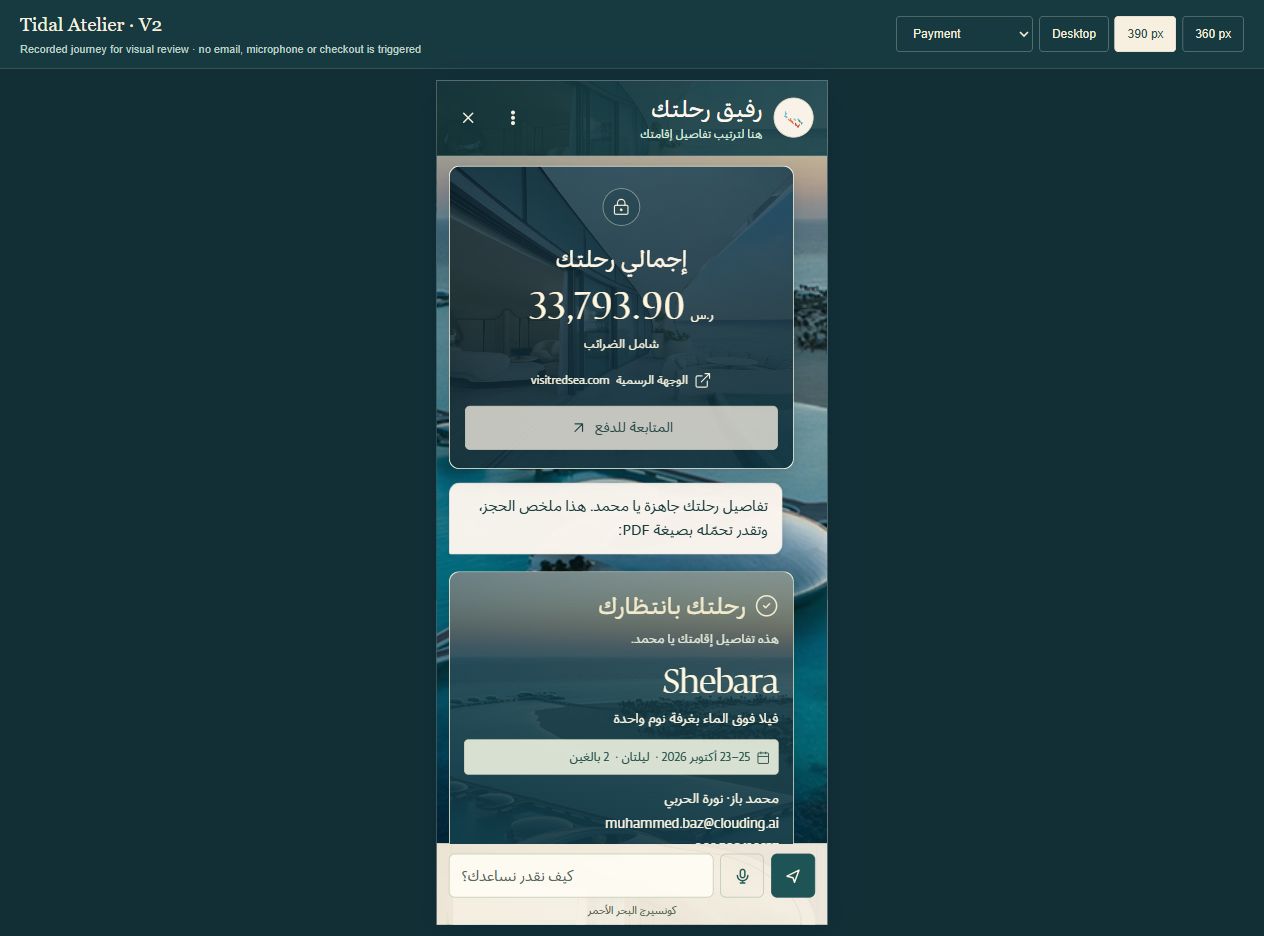 Tidal Atelier · V2
Recorded journey for visual review · no email, microphone or checkout is triggered
Payment
Desktop
390 px
360 px
رفيق رحلتك
هنا لترتيب تفاصيل إقامتك
إجمالي رحلتك
33,793.90 ر.س
شامل الضرائب
الوجهة الرسمية visitredsea.com
المتابعة للدفع
تفاصيل رحلتك جاهزة يا محمد. هذا ملخص الحجز،
وتقدر تحمّله بصيغة PDF:
رحلتك بانتظارك
هذه تفاصيل إقامتك يا محمد.
Shebara
فيلا فوق الماء بغرفة نوم واحدة
23–25 أكتوبر 2026 · ليلتان · 2 بالغين
محمد باز· نورة الحربي
muhammed.baz@clouding.ai
كيف نقدر نساعدك؟
كونسيرج البحر الأحمر